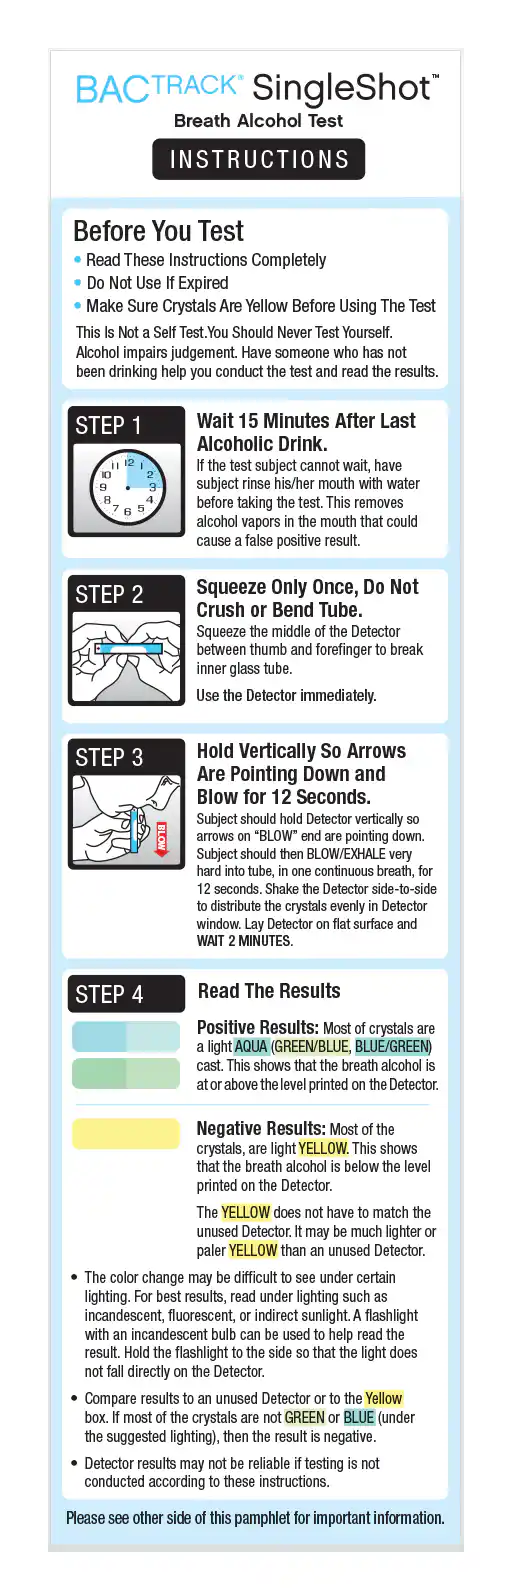 BACTRACK® SingleShot™
Breath Alcohol Test
INSTRUCTIONS
Before You Test
• Read These Instructions Completely
• Do Not Use If Expired
• Make Sure Crystals Are Yellow Before Using The Test
This Is Not a Self Test.You Should Never Test Yourself.
Alcohol impairs judgement. Have someone who has not
been drinking help you conduct the test and read the results.
STEP 1
12 1 2 3 4 5 6 7 8 9 10 11
Wait 15 Minutes After Last
Alcoholic Drink.
If the test subject cannot wait, have
subject rinse his/her mouth with water
before taking the test. This removes
alcohol vapors in the mouth that could
cause a false positive result.
STEP 2
Squeeze Only Once, Do Not
Crush or Bend Tube.
Squeeze the middle of the Detector
between thumb and forefinger to break
inner glass tube.
Use the Detector immediately.
STEP 3
BLOW
Hold Vertically So Arrows
Are Pointing Down and
Blow for 12 Seconds.
Subject should hold Detector vertically so
arrows on “BLOW” end are pointing down.
Subject should then BLOW/EXHALE very
hard into tube, in one continuous breath, for
12 seconds. Shake the Detector side-to-side
to distribute the crystals evenly in Detector
window. Lay Detector on flat surface and
WAIT 2 MINUTES.
STEP 4
Read The Results
Positive Results: Most of crystals are
a light AQUA (GREEN/BLUE, BLUE/GREEN)
cast. This shows that the breath alcohol is
at or above the level printed on the Detector.
Negative Results: Most of the
crystals, are light YELLOW. This shows
that the breath alcohol is below the level
printed on the Detector.
The YELLOW does not have to match the
unused Detector. It may be much lighter or
paler YELLOW than an unused Detector.
• The color change may be difficult to see under certain
lighting. For best results, read under lighting such as
incandescent, fluorescent, or indirect sunlight. A flashlight
with an incandescent bulb can be used to help read the
result. Hold the flashlight to the side so that the light does
not fall directly on the Detector.
• Compare results to an unused Detector or to the Yellow
box. If most of the crystals are not GREEN or BLUE (under
the suggested lighting), then the result is negative.
• Detector results may not be reliable if testing is not
conducted according to these instructions.
Please see other side of this pamphlet for important information.